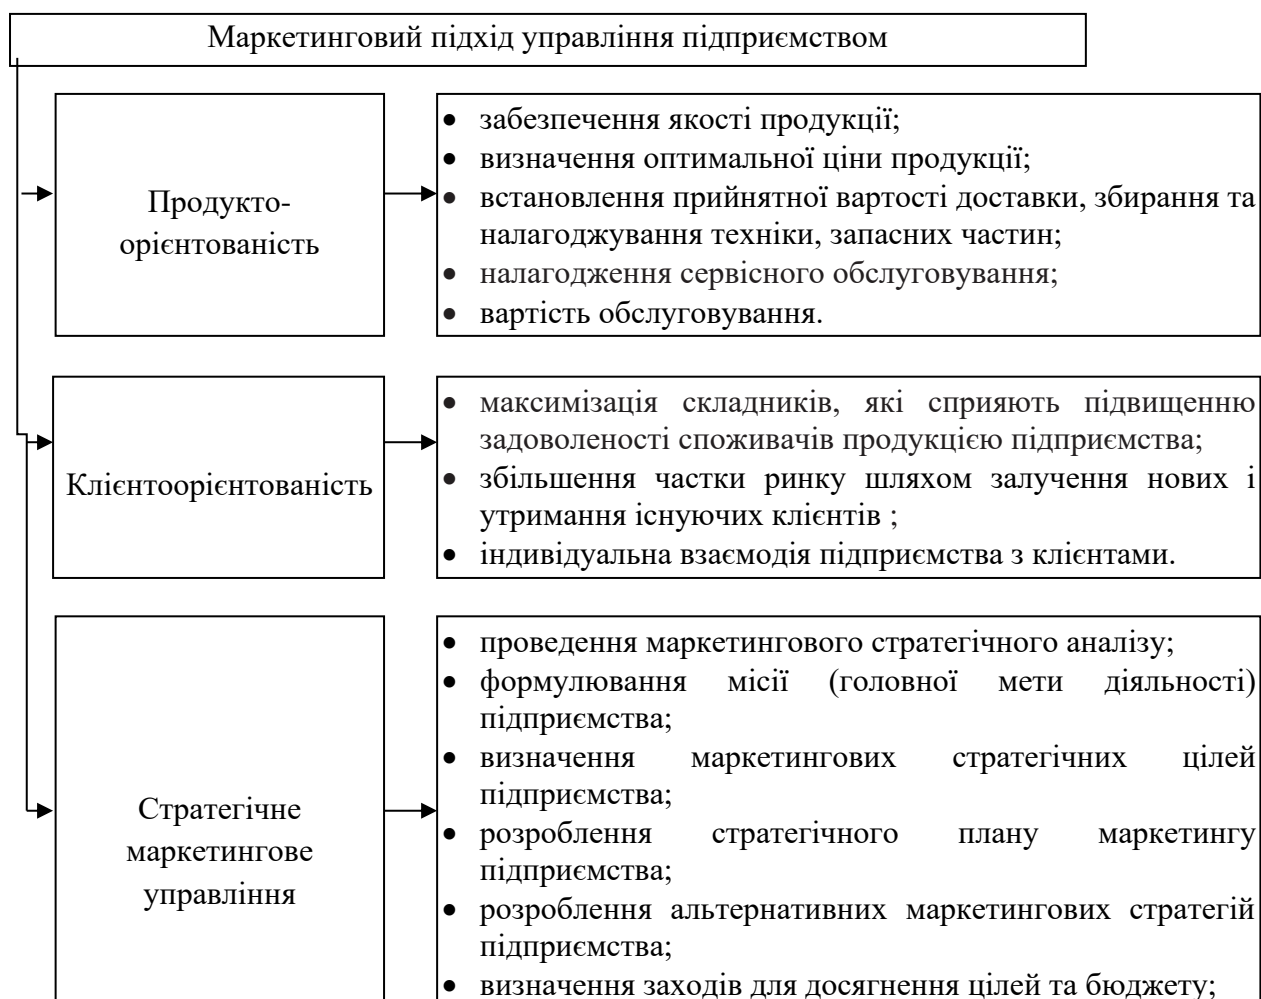 Маркетинговий підхід управління підприємством
Продукто-
орієнтованість
• забезпечення якості продукції;
• визначення оптимальної ціни продукції;
• встановлення прийнятної вартості доставки, збирання та
налагоджування техніки, запасних частин;
• налагодження сервісного обслуговування;
• вартість обслуговування.
Клієнтоорієнтованість
• максимізація складників, які сприяють підвищенню
задоволеності споживачів продукцією підприємства;
• збільшення частки ринку шляхом залучення нових і
утримання існуючих клієнтів ;
• індивідуальна взаємодія підприємства з клієнтами.
Стратегічне
маркетингове
управління
• проведення маркетингового стратегічного аналізу;
• формулювання місії (головної мети діяльності)
підприємства;
• визначення маркетингових стратегічних цілей
підприємства;
• розроблення стратегічного плану маркетингу
підприємства;
• розроблення альтернативних маркетингових стратегій
підприємства;
• визначення заходів для досягнення цілей та бюджету;